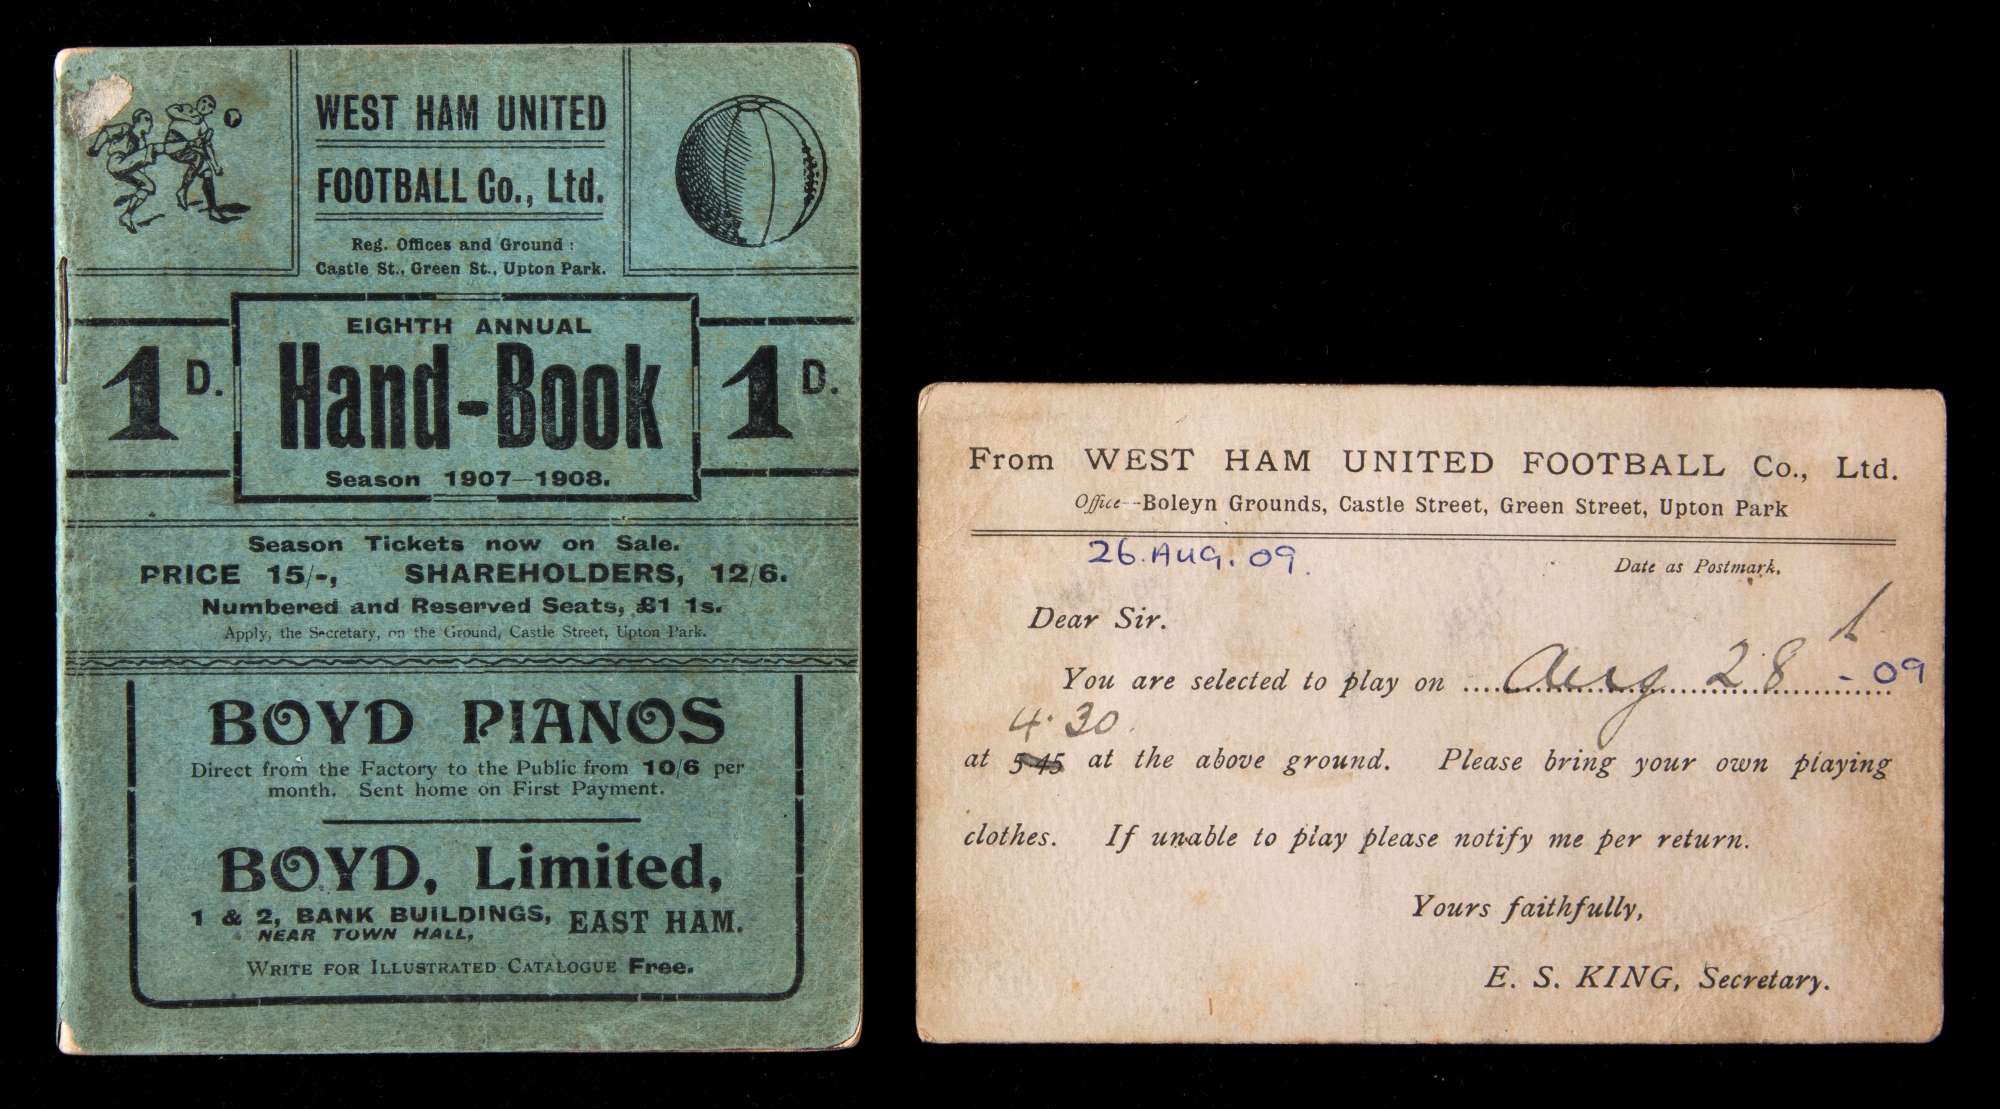 WEST HAM UNITED
FOOTBALL Co., Ltd.
Reg. Offices and Ground :
Castle St., Green St., Upton Park.
EIGHTH ANNUAL
1D. Hand-Book 1D.
Season 1907-1908.
Season Tickets now on Sale.
PRICE 15/-, SHAREHOLDERS, 12/6.
Numbered and Reserved Seats, £1 1s.
Apply, the Secretary, on the Ground, Castle Street, Upton Park.
BOYD PIANOS
Direct from the Factory to the Public from 10/6 per
month. Sent home on First Payment.
BOYD, Limited,
1 & 2, BANK BUILDINGS, EAST HAM.
NEAR TOWN HALL,
WRITE FOR ILLUSTRATED CATALOGUE Free.
From WEST HAM UNITED FOOTBALL Co., Ltd.
Office--Boleyn Grounds, Castle Street, Green Street, Upton Park
26.AUG.09.
Date as Postmark.
Dear Sir.
You are selected to play on Aug 28th - 09
4.30
at 5.45 at the above ground. Please bring your own playing
clothes. If unable to play please notify me per return.
Yours faithfully,
E. S. KING, Secretary.